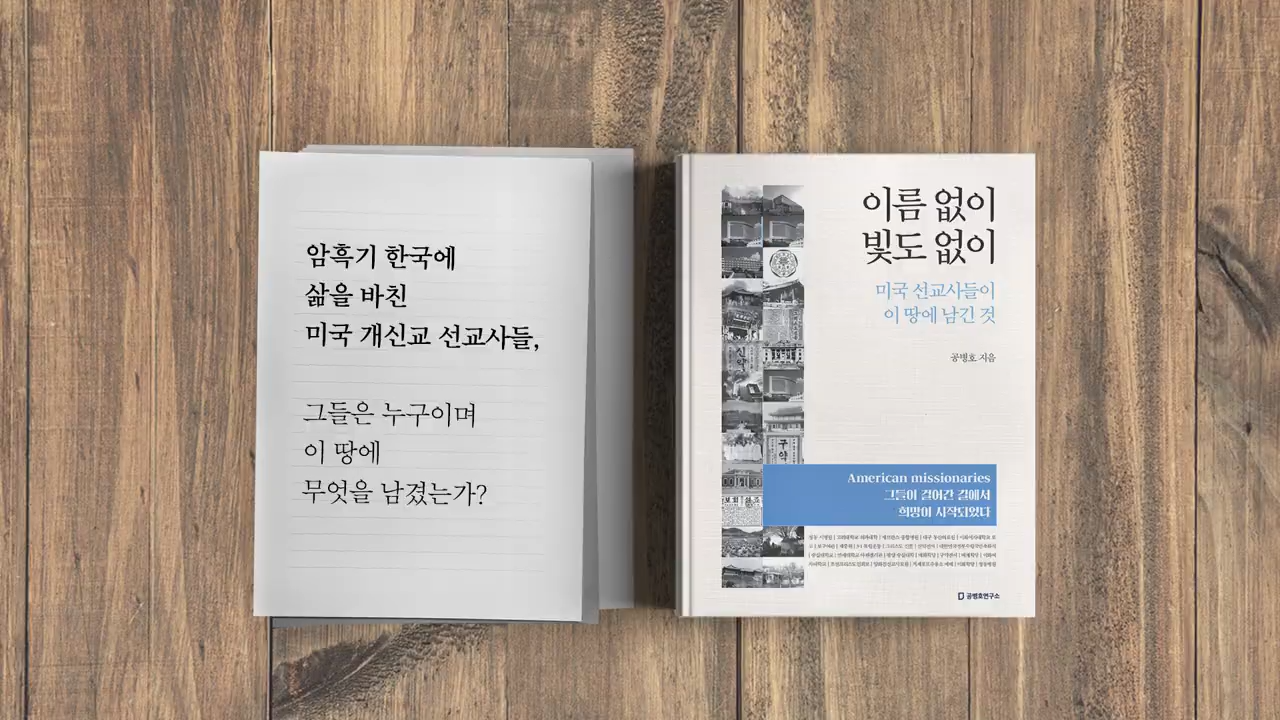 암흑기 한국에
삶을 바친
미국 개신교 선교사들,
그들은 누구이며
이 땅에
무엇을 남겼는가?
이름 없이
빛도 없이
미국 선교사들이
이 땅에 남긴 것
공병호 지음
American missionaries
그들이 걸어간 길에서
희망이 시작되었다
공병호연구소